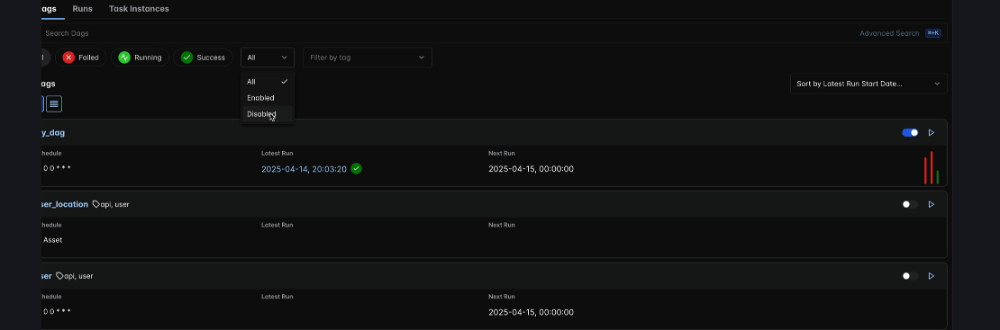 ags Runs Task Instances
Search Dags Advanced Search ⌘+K
Failed Running Success All Filter by tag
All
Enabled
Disabled
ags Sort by Latest Run Start Date...
y_dag
hedule Latest Run Next Run
0 0 * * * 2025-04-14, 20:03:20 2025-04-15, 00:00:00
ser_location api, user
hedule Latest Run Next Run
Asset
ser api, user
hedule Latest Run Next Run
0 0 * * * 2025-04-15, 00:00:00